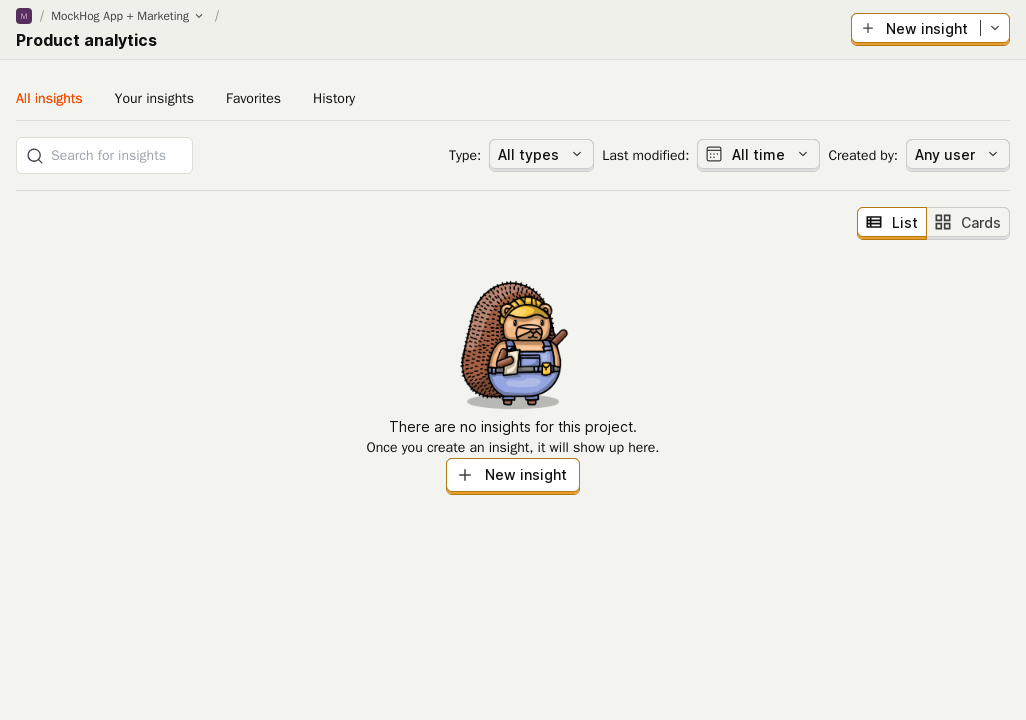 M / MockHog App + Marketing /
Product analytics
New insight
All insights Your insights Favorites History
Search for insights Type: All types Last modified: All time Created by: Any user
List Cards
There are no insights for this project.
Once you create an insight, it will show up here.
New insight